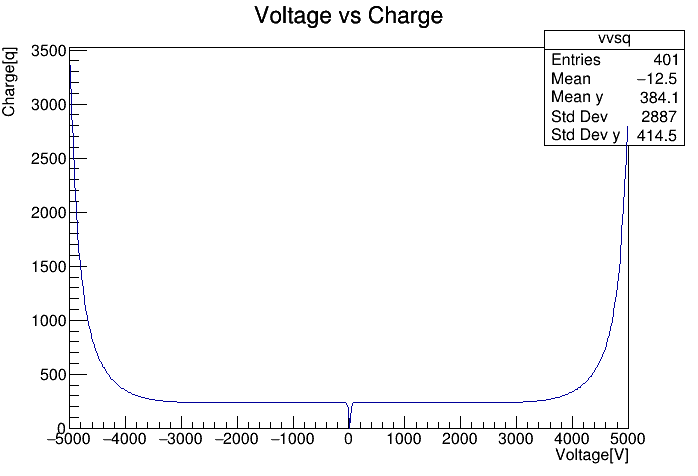 Voltage vs Charge
vvsq
Entries 401
Mean −12.5
Mean y 384.1
Std Dev 2887
Std Dev y 414.5
Charge[q]
3500
3000
2500
2000
1500
1000
500
0
−5000 −4000 −3000 −2000 −1000 0 1000 2000 3000 4000 5000
Voltage[V]